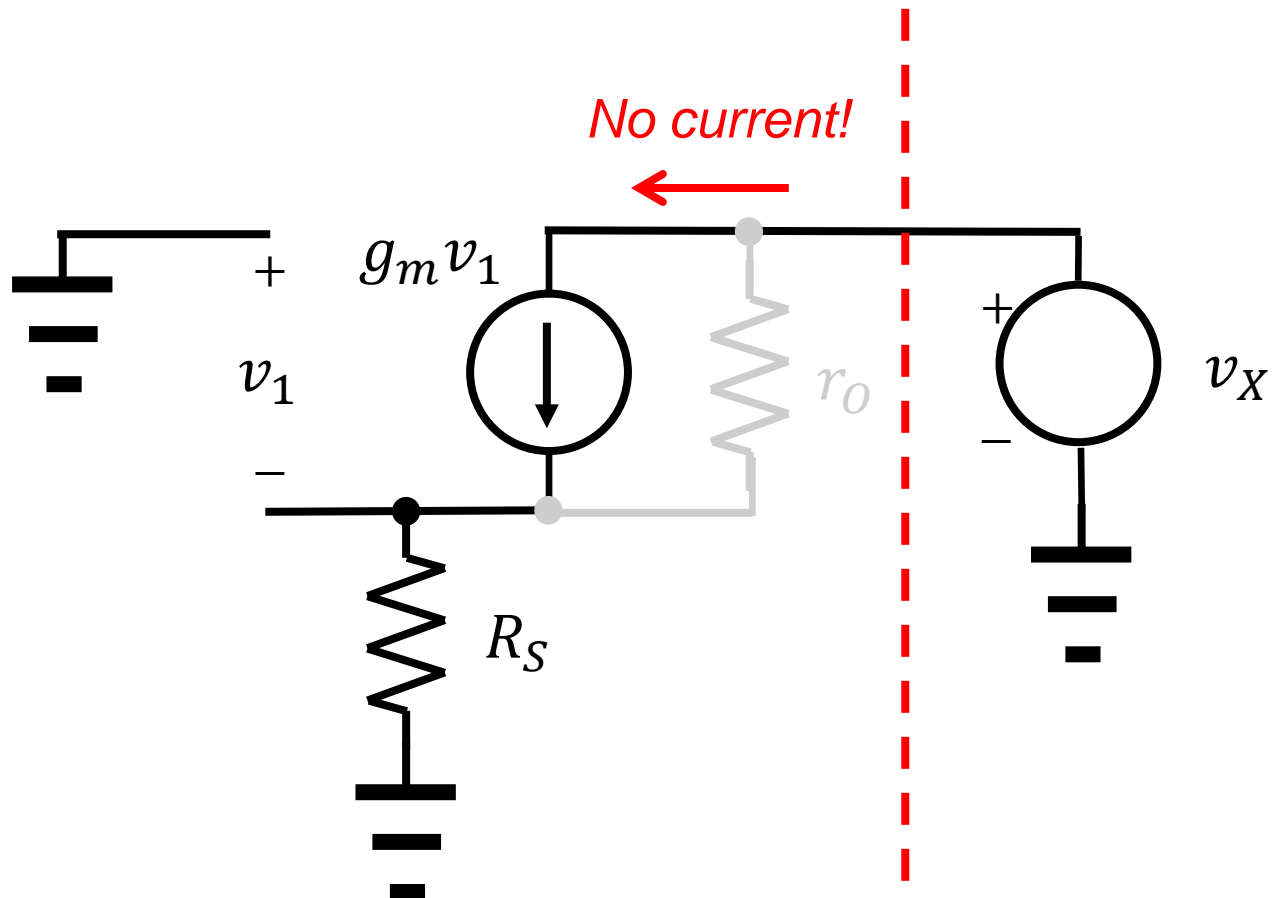 No current!
+
g_m v_1
v_1
−
+
−
r_O
v_X
R_S